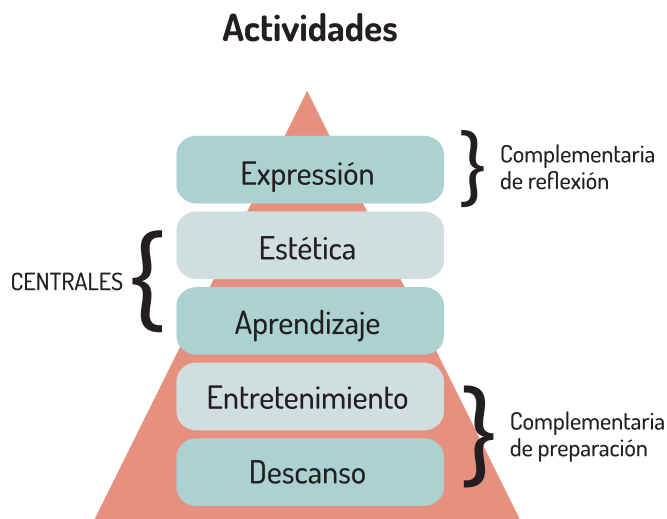 Actividades
Expressión
Complementaria
de reflexión
Estética
CENTRALES
Aprendizaje
Entretenimiento
Complementaria
de preparación
Descanso